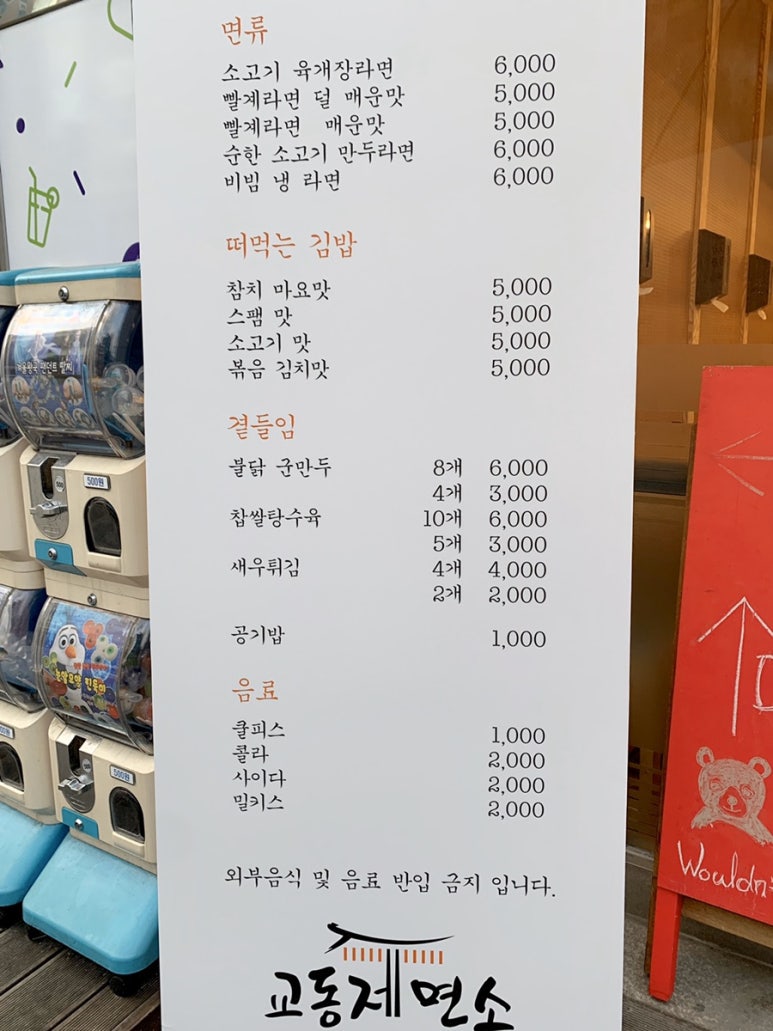 면류
소고기 육개장라면 6,000
빨계라면 덜 매운맛 5,000
빨계라면 매운맛 5,000
순한 소고기 만두라면 6,000
비빔 냉 라면 6,000
떠먹는 김밥
참치 마요맛 5,000
스팸 맛 5,000
소고기 맛 5,000
볶음 김치맛 5,000
곁들임
불닭 군만두 8개 6,000
4개 3,000
찹쌀탕수육 10개 6,000
5개 3,000
새우튀김 4개 4,000
2개 2,000
공기밥 1,000
음료
쿨피스 1,000
콜라 2,000
사이다 2,000
밀키스 2,000
외부음식 및 음료 반입 금지 입니다.
교동제면소
500원
500원